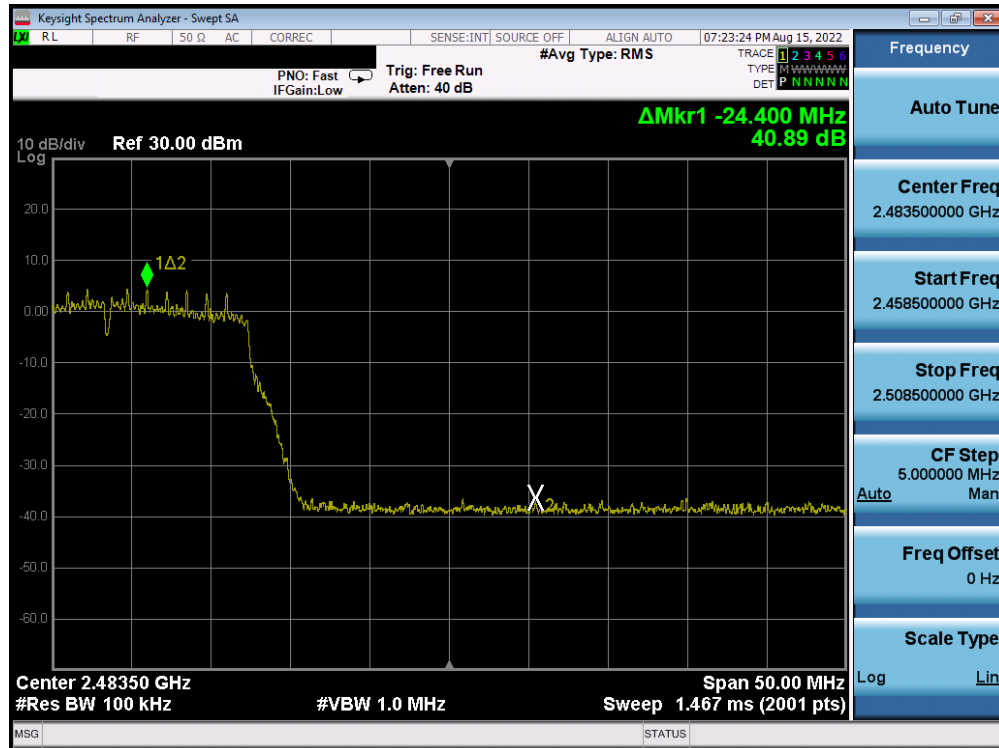 Keysight Spectrum Analyzer - Swept SA
LXI RL RF 50 Ω AC CORREC SENSE:INT SOURCE OFF ALIGN AUTO 07:23:24 PM Aug 15, 2022
#Avg Type: RMS
PNO: Fast
IFGain:Low
Trig: Free Run
Atten: 40 dB
TRACE 1 2 3 4 5 6
TYPE M W W W W W
DET P N N N N N
ΔMkr1 -24.400 MHz
40.89 dB
10 dB/div Ref 30.00 dBm
Log
20.0
10.0
0.00
-10.0
-20.0
-30.0
-40.0
-50.0
-60.0
1Δ2
X2
Center 2.48350 GHz Span 50.00 MHz
#Res BW 100 kHz #VBW 1.0 MHz Sweep 1.467 ms (2001 pts)
MSG STATUS
Frequency
Auto Tune
Center Freq
2.483500000 GHz
Start Freq
2.458500000 GHz
Stop Freq
2.508500000 GHz
CF Step
5.000000 MHz
Auto Man
Freq Offset
0 Hz
Scale Type
Log Lin